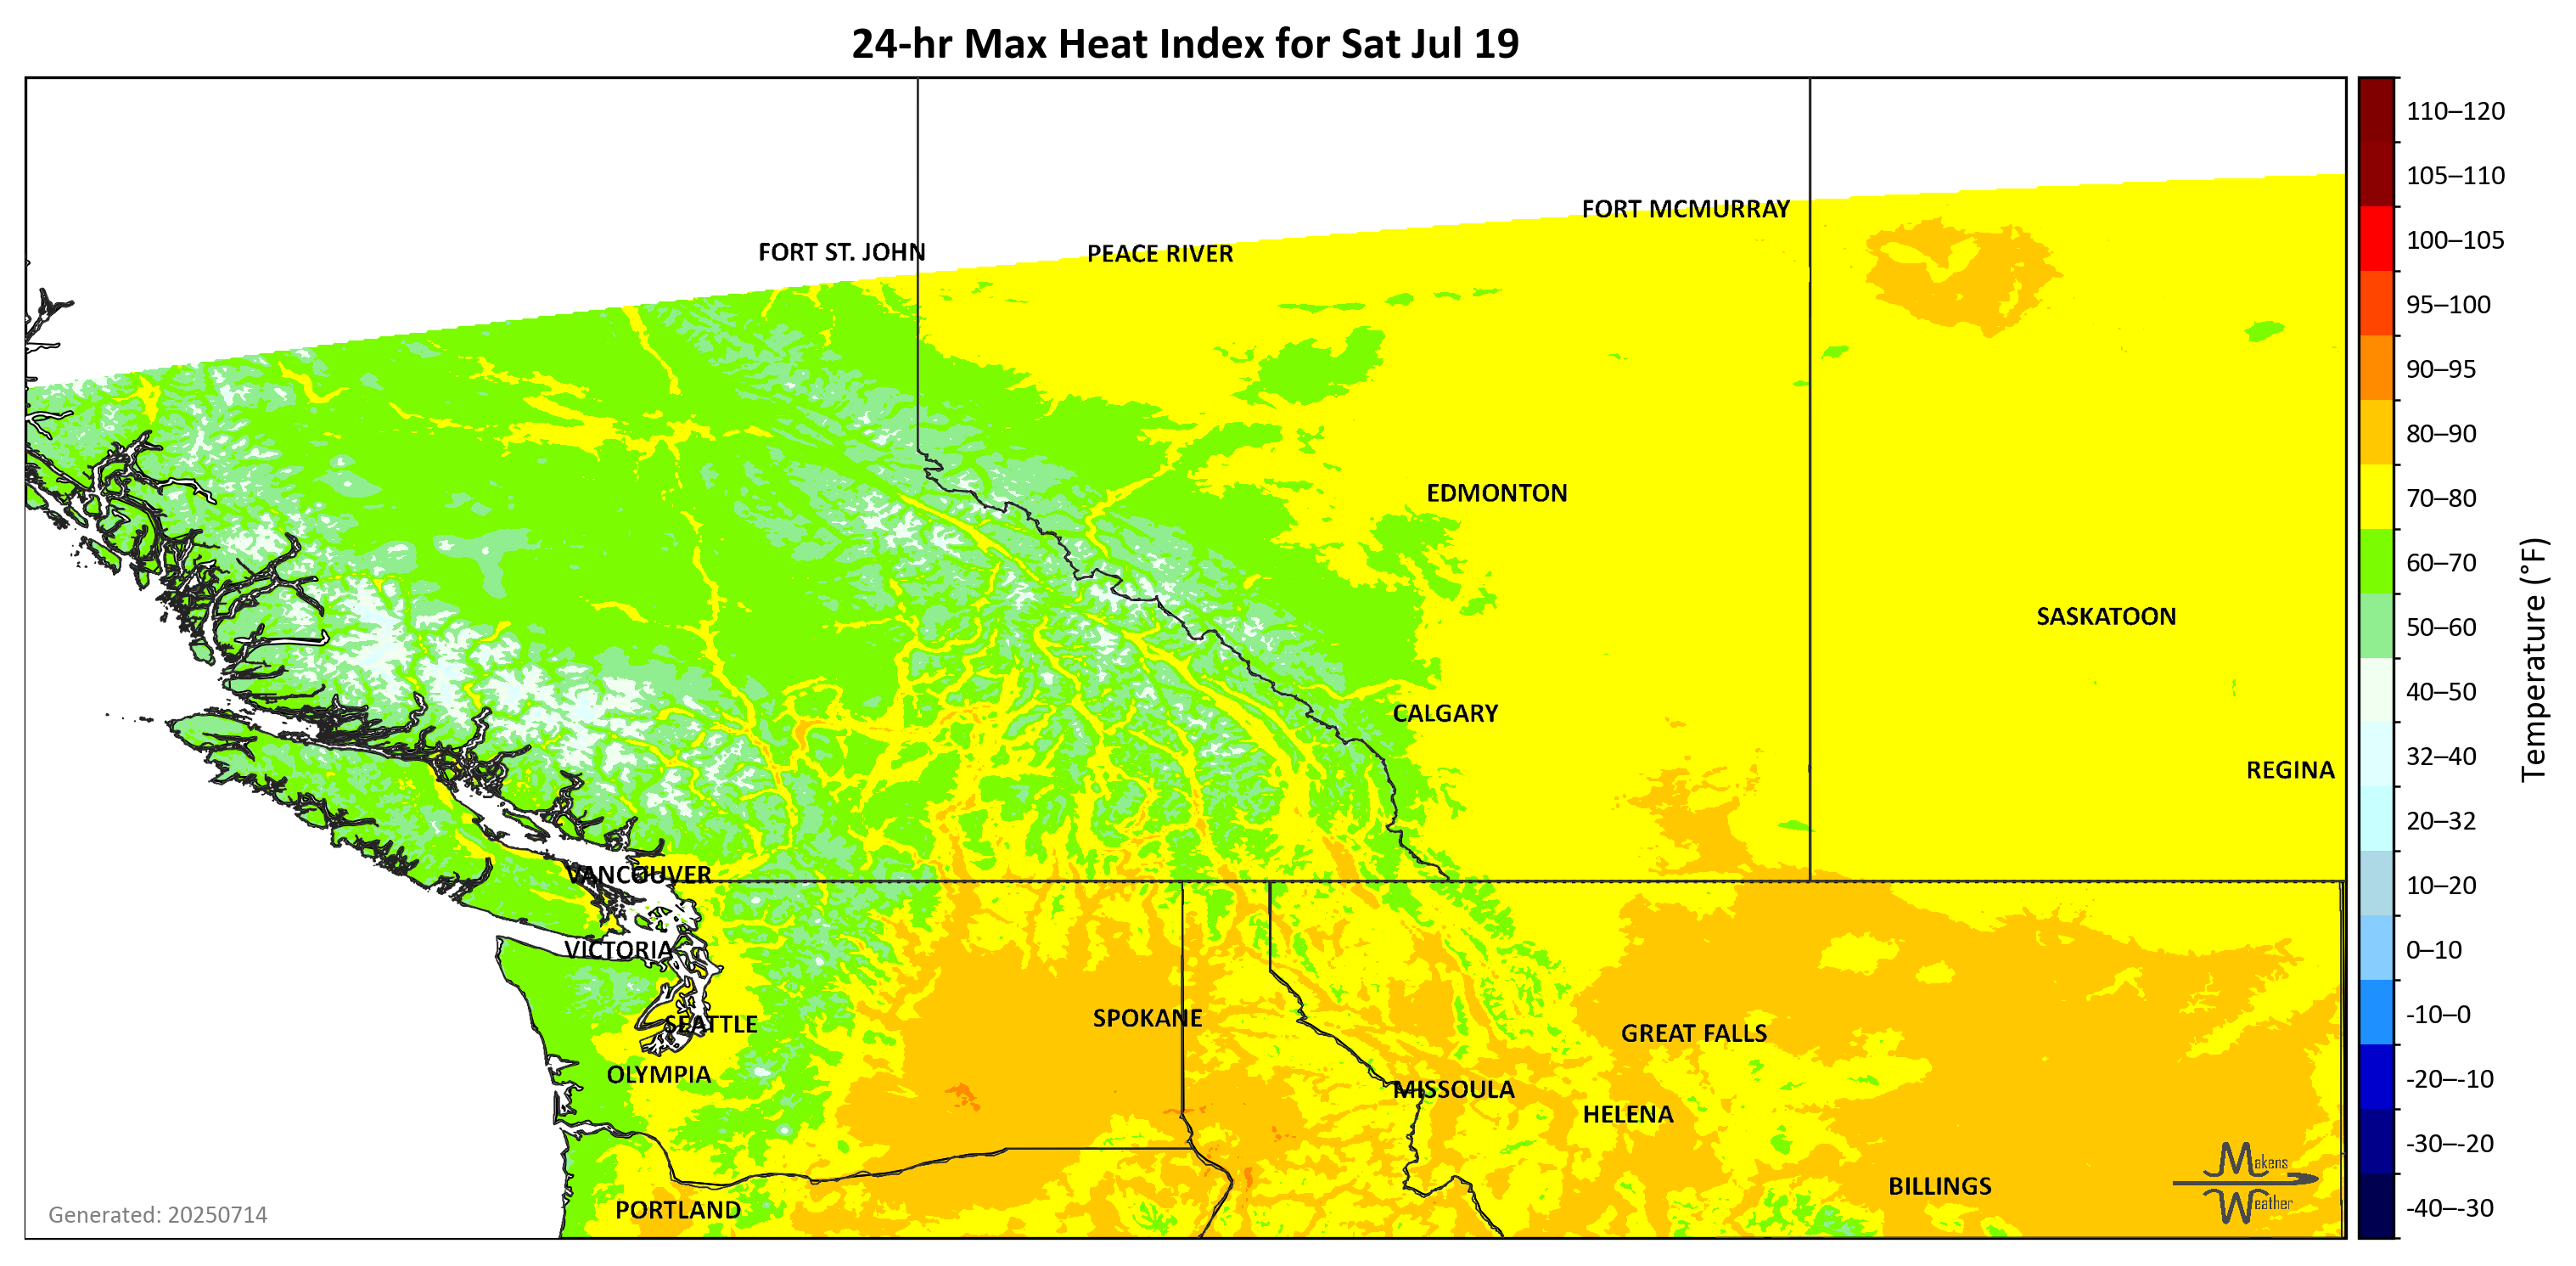 24-hr Max Heat Index for Sat Jul 19
FORT MCMURRAY
FORT ST. JOHN
PEACE RIVER
EDMONTON
SASKATOON
CALGARY
REGINA
VANCOUVER
VICTORIA
SEATTLE
SPOKANE
GREAT FALLS
OLYMPIA
MISSOULA
HELENA
BILLINGS
PORTLAND
Makens
Weather
Generated: 20250714
110–120
105–110
100–105
95–100
90–95
80–90
70–80
60–70
50–60
40–50
32–40
20–32
10–20
0–10
-10–0
-20–-10
-30–-20
-40–-30
Temperature (°F)